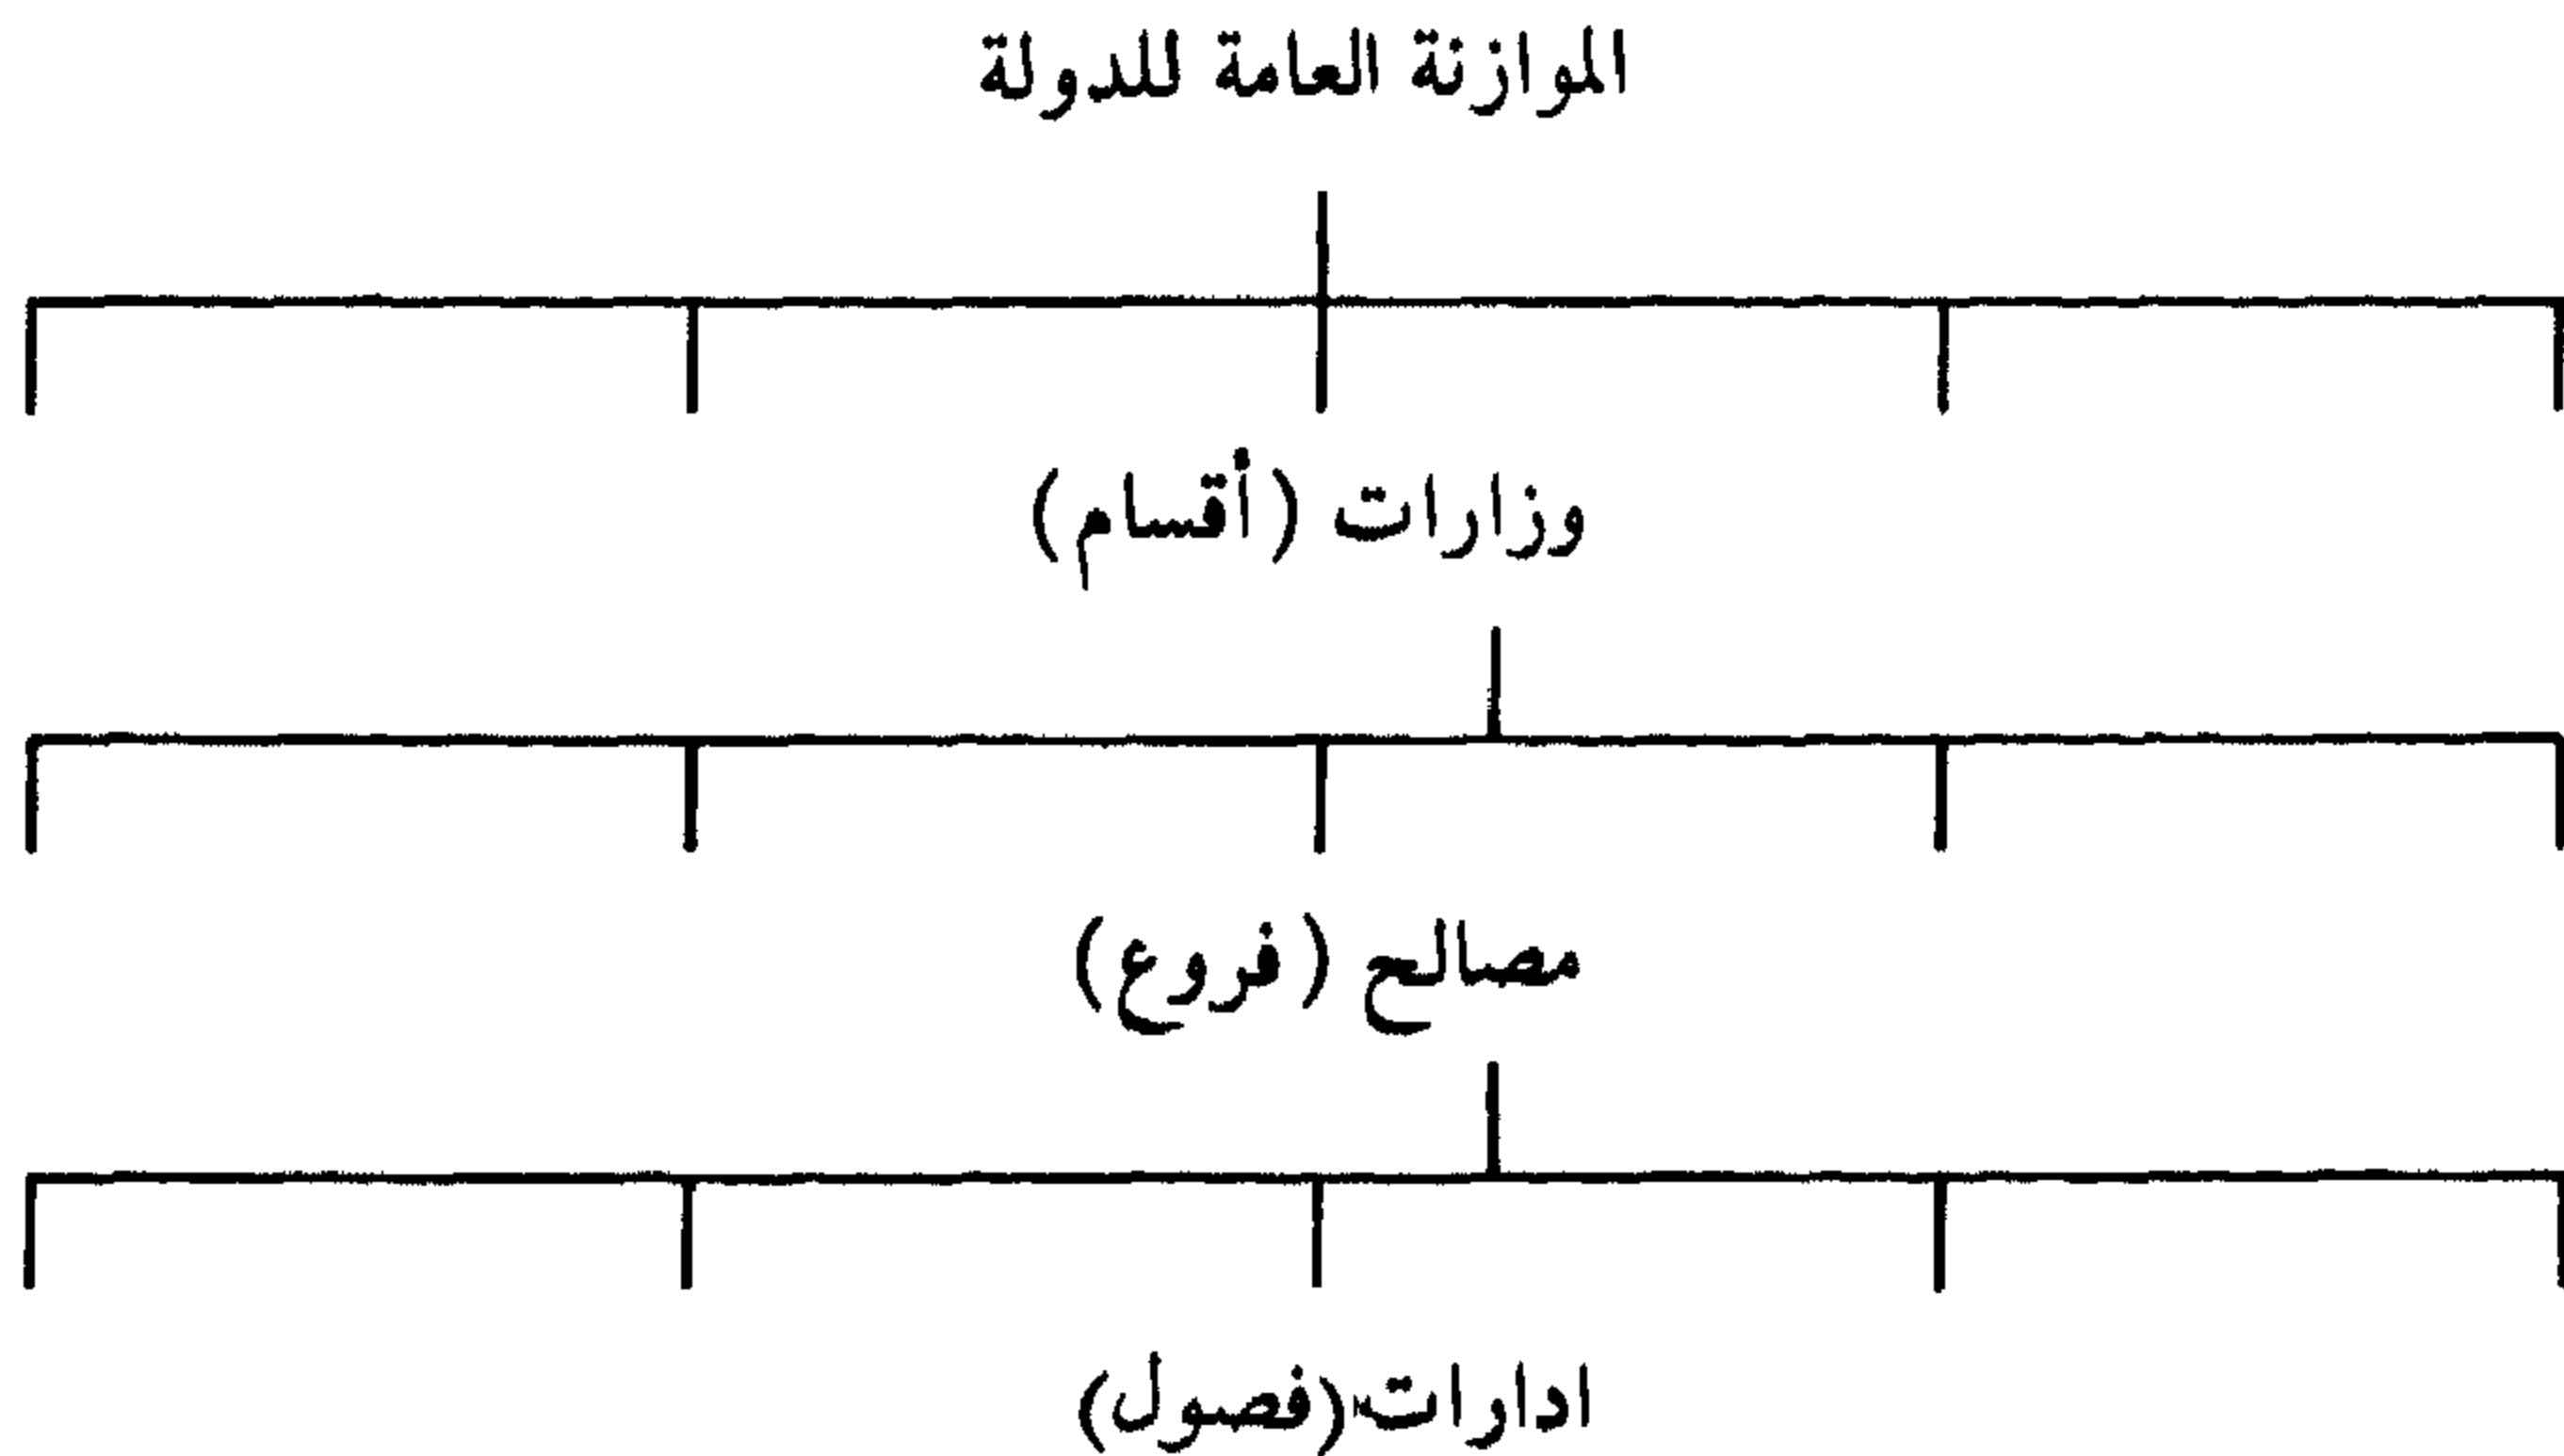 الموازنة العامة للدولة
وزارات (أقسام)
مصالح (فروع)
ادارات (فصول)